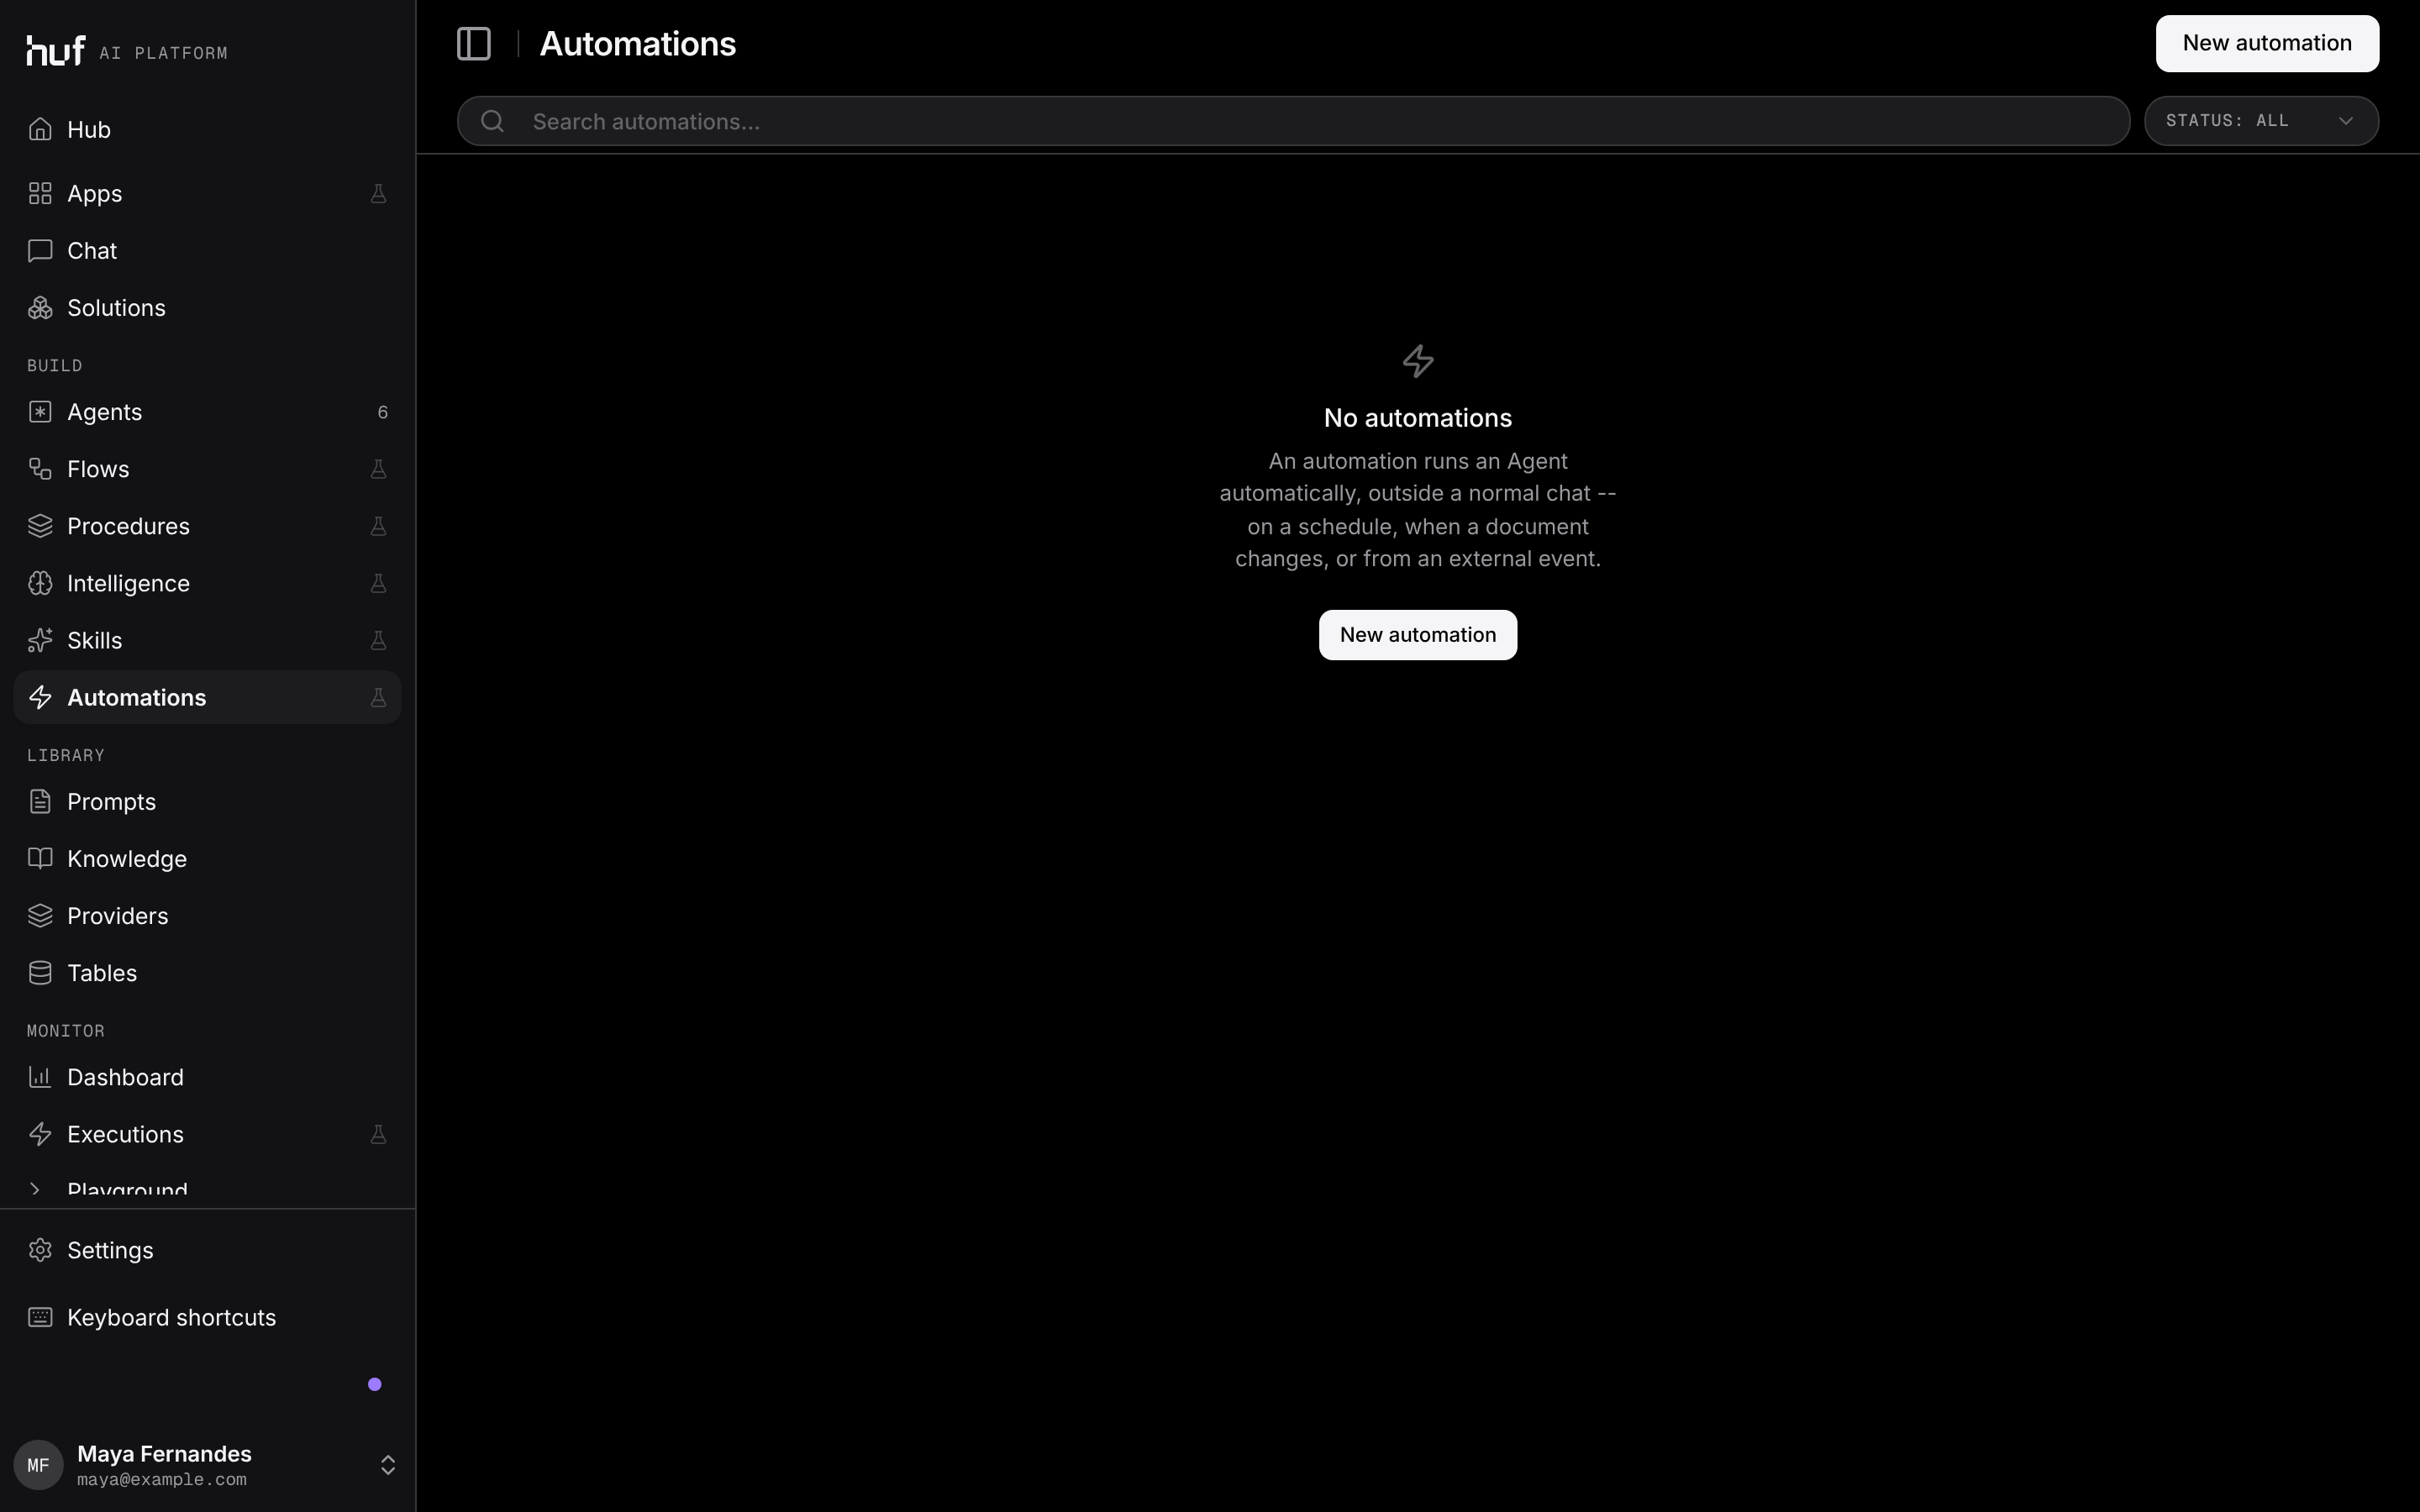 huf AI PLATFORM
Hub
Apps
Chat
Solutions
BUILD
Agents 6
Flows
Procedures
Intelligence
Skills
Automations
LIBRARY
Prompts
Knowledge
Providers
Tables
MONITOR
Dashboard
Executions
Playground
Settings
Keyboard shortcuts
MF
Maya Fernandes
maya@example.com
Automations
New automation
Search automations...
STATUS: ALL
No automations
An automation runs an Agent
automatically, outside a normal chat --
on a schedule, when a document
changes, or from an external event.
New automation